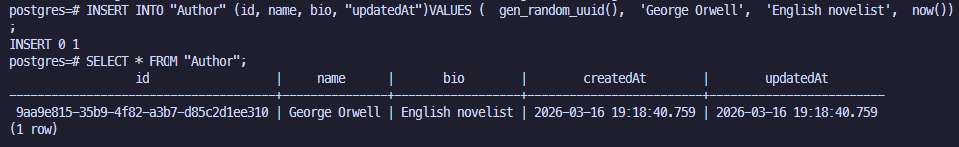 postgres=# INSERT INTO "Author" (id, name, bio, "updatedAt")VALUES (  gen_random_uuid(),  'George Orwell',  'English novelist',  now())
;
INSERT 0 1
postgres=# SELECT * FROM "Author";
                  id                  |     name      |       bio        |        createdAt        |        updatedAt
--------------------------------------+---------------+------------------+-------------------------+-------------------------
 9aa9e815-35b9-4f82-a3b7-d85c2d1ee310 | George Orwell | English novelist | 2026-03-16 19:18:40.759 | 2026-03-16 19:18:40.759
(1 row)